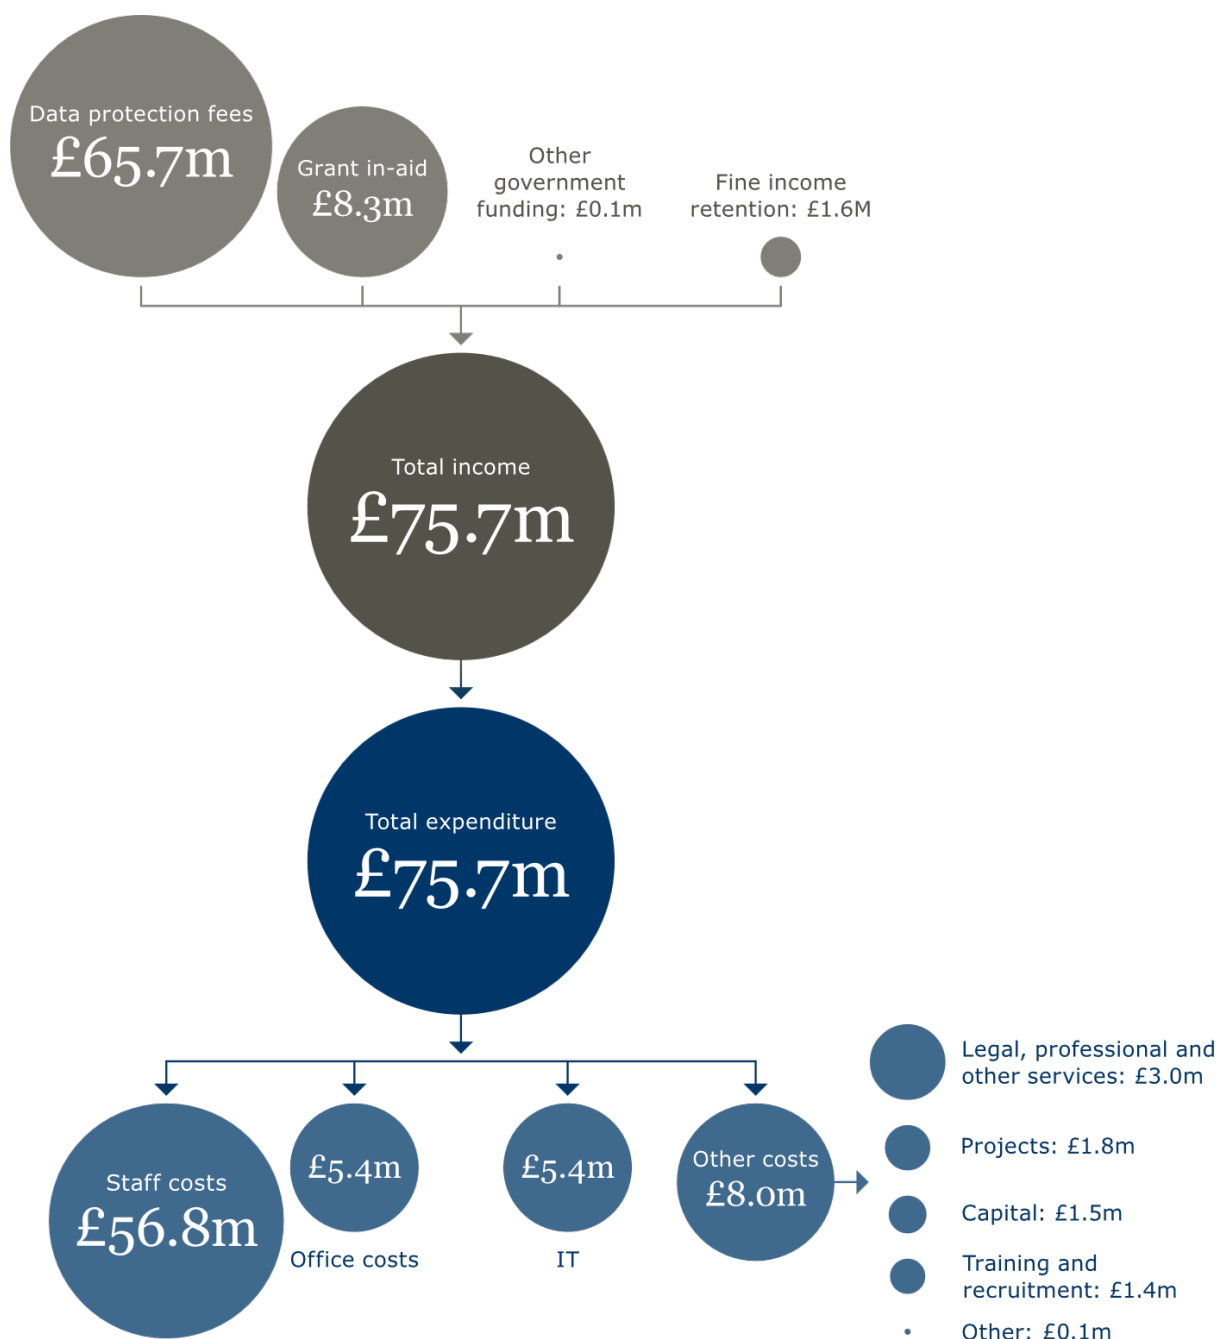 Data protection fees
£65.7m
Grant in-aid
£8.3m
Other
government
funding: £0.1m
Fine income
retention: £1.6M
Total income
£75.7m
Total expenditure
£75.7m
Staff costs
£56.8m
£5.4m
Office costs
£5.4m
IT
Other costs
£8.0m
Legal, professional and
other services: £3.0m
Projects: £1.8m
Capital: £1.5m
Training and
recruitment: £1.4m
Other: £0.1m